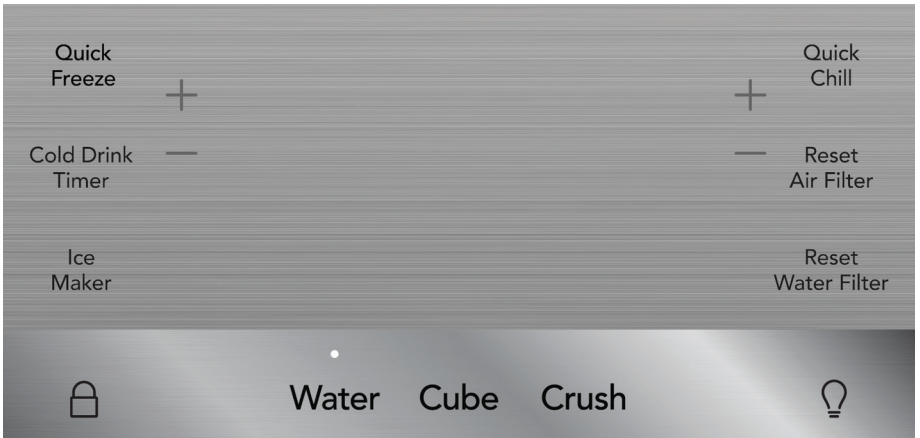 Quick
Freeze
+
−
Cold Drink
Timer
Ice
Maker
Quick
Chill
+
−
Reset
Air Filter
Reset
Water Filter
Water Cube Crush